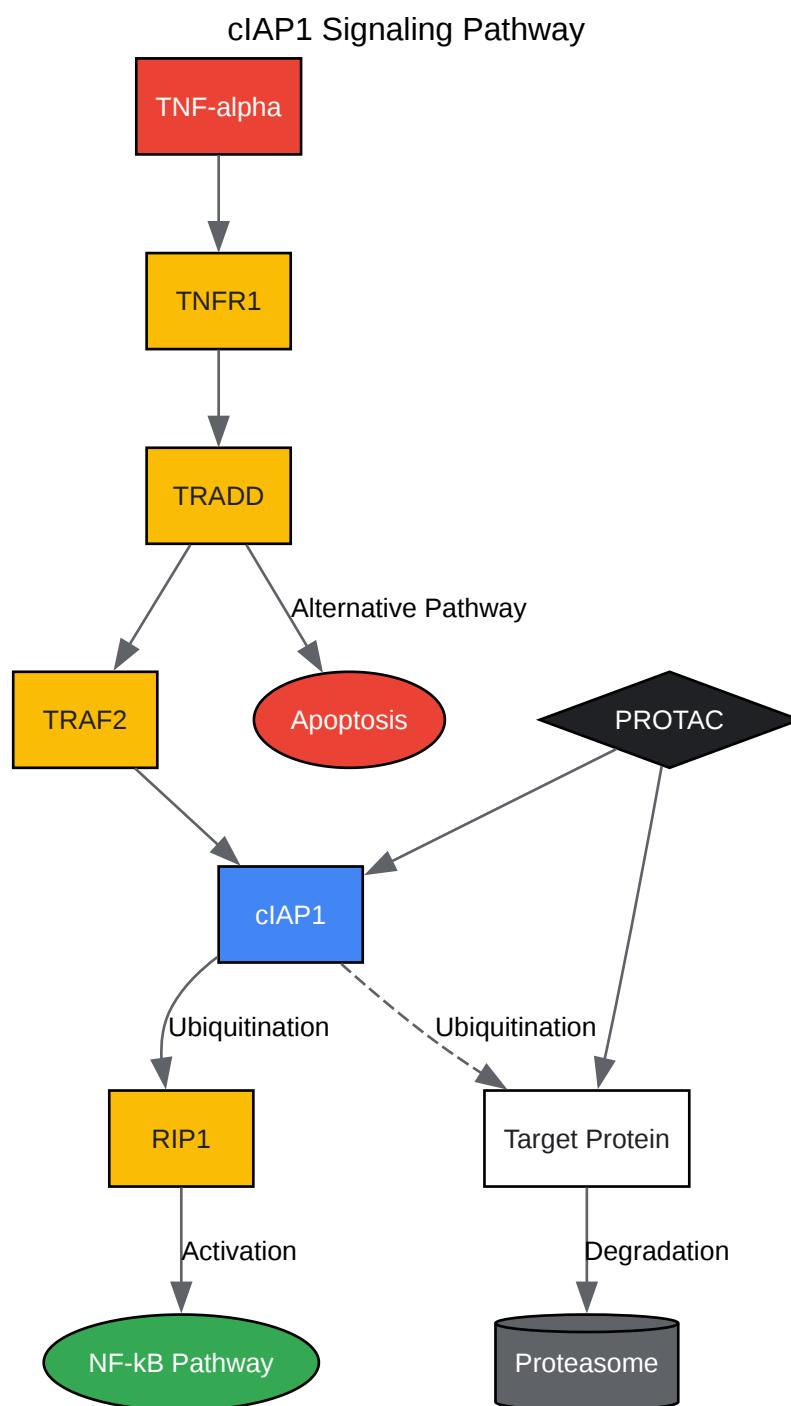 cIAP1 Signaling Pathway
TNF-alpha
TNFR1
TRADD
Alternative Pathway
TRAF2
Apoptosis
PROTAC
cIAP1
Ubiquitination
Ubiquitination
RIP1
Target Protein
Activation
Degradation
NF-kB Pathway
Proteasome